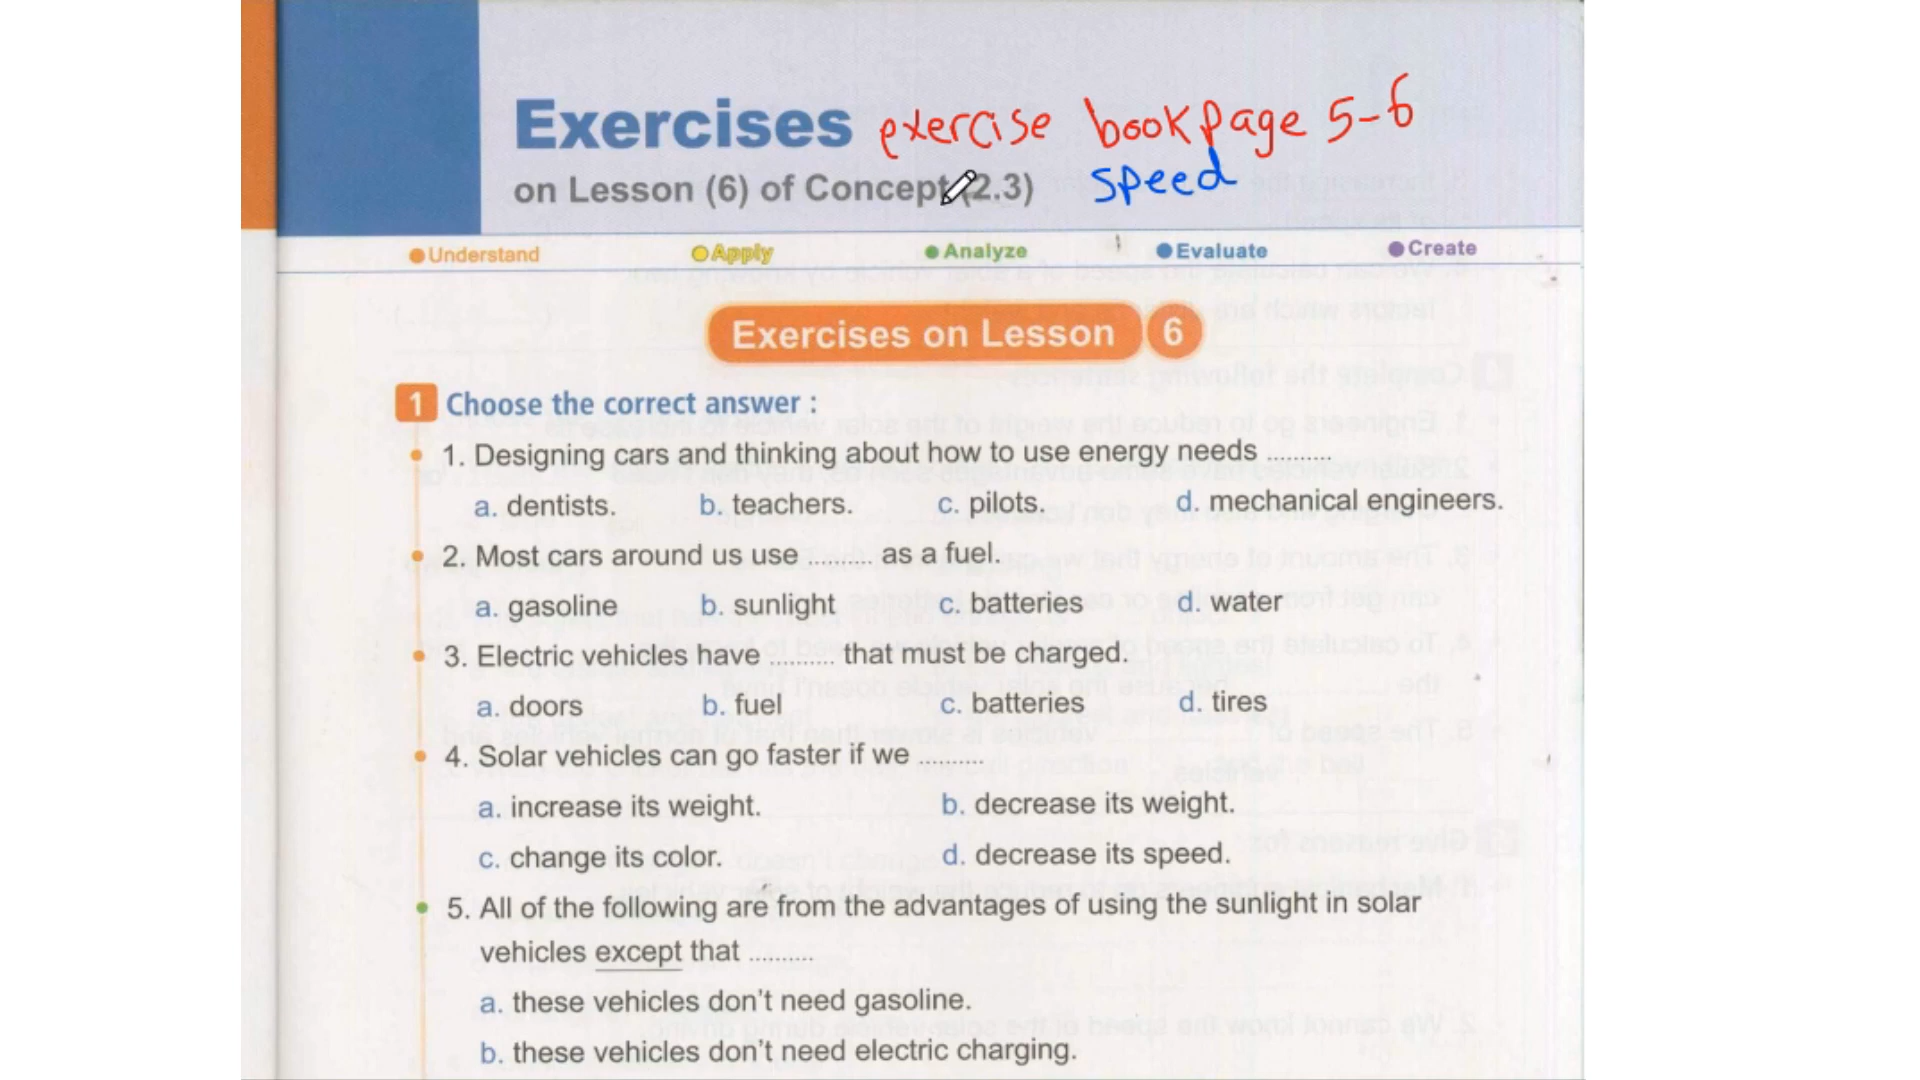 Exercises exercise book page 5-6
on Lesson (6) of Concept (2.3) speed
Understand Apply Analyze Evaluate Create
Exercises on Lesson 6
1 Choose the correct answer :
1. Designing cars and thinking about how to use energy needs ..........
a. dentists. b. teachers. c. pilots. d. mechanical engineers.
2. Most cars around us use .......... as a fuel.
a. gasoline b. sunlight c. batteries d. water
3. Electric vehicles have .......... that must be charged.
a. doors b. fuel c. batteries d. tires
4. Solar vehicles can go faster if we ..........
a. increase its weight. b. decrease its weight.
c. change its color. d. decrease its speed.
5. All of the following are from the advantages of using the sunlight in solar
vehicles except that ..........
a. these vehicles don't need gasoline.
b. these vehicles don't need electric charging.